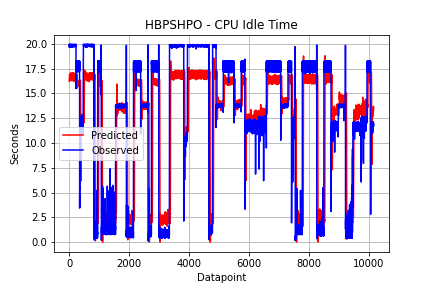 HBPSHPO - CPU Idle Time
20.0
17.5
15.0
12.5
10.0
7.5
5.0
2.5
0.0
Seconds
Predicted
Observed
0 2000 4000 6000 8000 10000
Datapoint